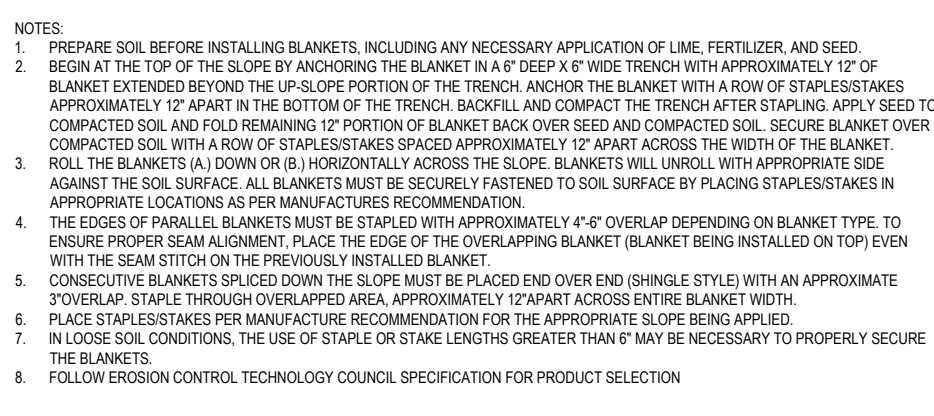 NOTES:
1. PREPARE SOIL BEFORE INSTALLING BLANKETS, INCLUDING ANY NECESSARY APPLICATION OF LIME, FERTILIZER, AND SEED.
2. BEGIN AT THE TOP OF THE SLOPE BY ANCHORING THE BLANKET IN A 6" DEEP X 6" WIDE TRENCH WITH APPROXIMATELY 12" OF
BLANKET EXTENDED BEYOND THE UP-SLOPE PORTION OF THE TRENCH. ANCHOR THE BLANKET WITH A ROW OF STAPLES/STAKES
APPROXIMATELY 12" APART IN THE BOTTOM OF THE TRENCH. BACKFILL AND COMPACT THE TRENCH AFTER STAPLING. APPLY SEED TO
COMPACTED SOIL AND FOLD REMAINING 12" PORTION OF BLANKET BACK OVER SEED AND COMPACTED SOIL. SECURE BLANKET OVER
COMPACTED SOIL WITH A ROW OF STAPLES/STAKES SPACED APPROXIMATELY 12" APART ACROSS THE WIDTH OF THE BLANKET.
3. ROLL THE BLANKETS (A.) DOWN OR (B.) HORIZONTALLY ACROSS THE SLOPE. BLANKETS WILL UNROLL WITH APPROPRIATE SIDE
AGAINST THE SOIL SURFACE. ALL BLANKETS MUST BE SECURELY FASTENED TO SOIL SURFACE BY PLACING STAPLES/STAKES IN
APPROPRIATE LOCATIONS AS PER MANUFACTURES RECOMMENDATION.
4. THE EDGES OF PARALLEL BLANKETS MUST BE STAPLED WITH APPROXIMATELY 4"-6" OVERLAP DEPENDING ON BLANKET TYPE. TO
ENSURE PROPER SEAM ALIGNMENT, PLACE THE EDGE OF THE OVERLAPPING BLANKET (BLANKET BEING INSTALLED ON TOP) EVEN
WITH THE SEAM STITCH ON THE PREVIOUSLY INSTALLED BLANKET.
5. CONSECUTIVE BLANKETS SPLICED DOWN THE SLOPE MUST BE PLACED END OVER END (SHINGLE STYLE) WITH AN APPROXIMATE
3"OVERLAP. STAPLE THROUGH OVERLAPPED AREA, APPROXIMATELY 12"APART ACROSS ENTIRE BLANKET WIDTH.
6. PLACE STAPLES/STAKES PER MANUFACTURE RECOMMENDATION FOR THE APPROPRIATE SLOPE BEING APPLIED.
7. IN LOOSE SOIL CONDITIONS, THE USE OF STAPLE OR STAKE LENGTHS GREATER THAN 6" MAY BE NECESSARY TO PROPERLY SECURE
THE BLANKETS.
8. FOLLOW EROSION CONTROL TECHNOLOGY COUNCIL SPECIFICATION FOR PRODUCT SELECTION